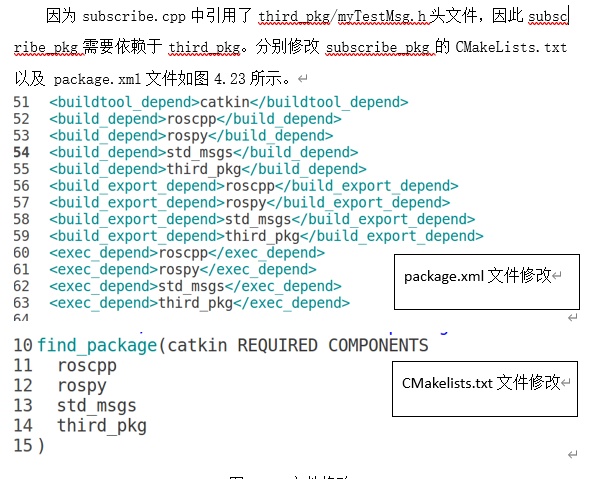 因为 subscribe.cpp 中引用了 third_pkg/myTestMsg.h 头文件，因此 subsc
ribe_pkg 需要依赖于 third_pkg。分别修改 subscribe_pkg 的 CMakeLists.txt
以及 package.xml 文件如图 4.23 所示。
51 <buildtool_depend>catkin</buildtool_depend>
52 <build_depend>roscpp</build_depend>
53 <build_depend>rospy</build_depend>
54 <build_depend>std_msgs</build_depend>
55 <build_depend>third_pkg</build_depend>
56 <build_export_depend>roscpp</build_export_depend>
57 <build_export_depend>rospy</build_export_depend>
58 <build_export_depend>std_msgs</build_export_depend>
59 <build_export_depend>third_pkg</build_export_depend>
60 <exec_depend>roscpp</exec_depend>
61 <exec_depend>rospy</exec_depend>
62 <exec_depend>std_msgs</exec_depend>
63 <exec_depend>third_pkg</exec_depend>
64
package.xml 文件修改
10 find_package(catkin REQUIRED COMPONENTS
11 roscpp
12 rospy
13 std_msgs
14 third_pkg
15 )
CMakelists.txt 文件修改